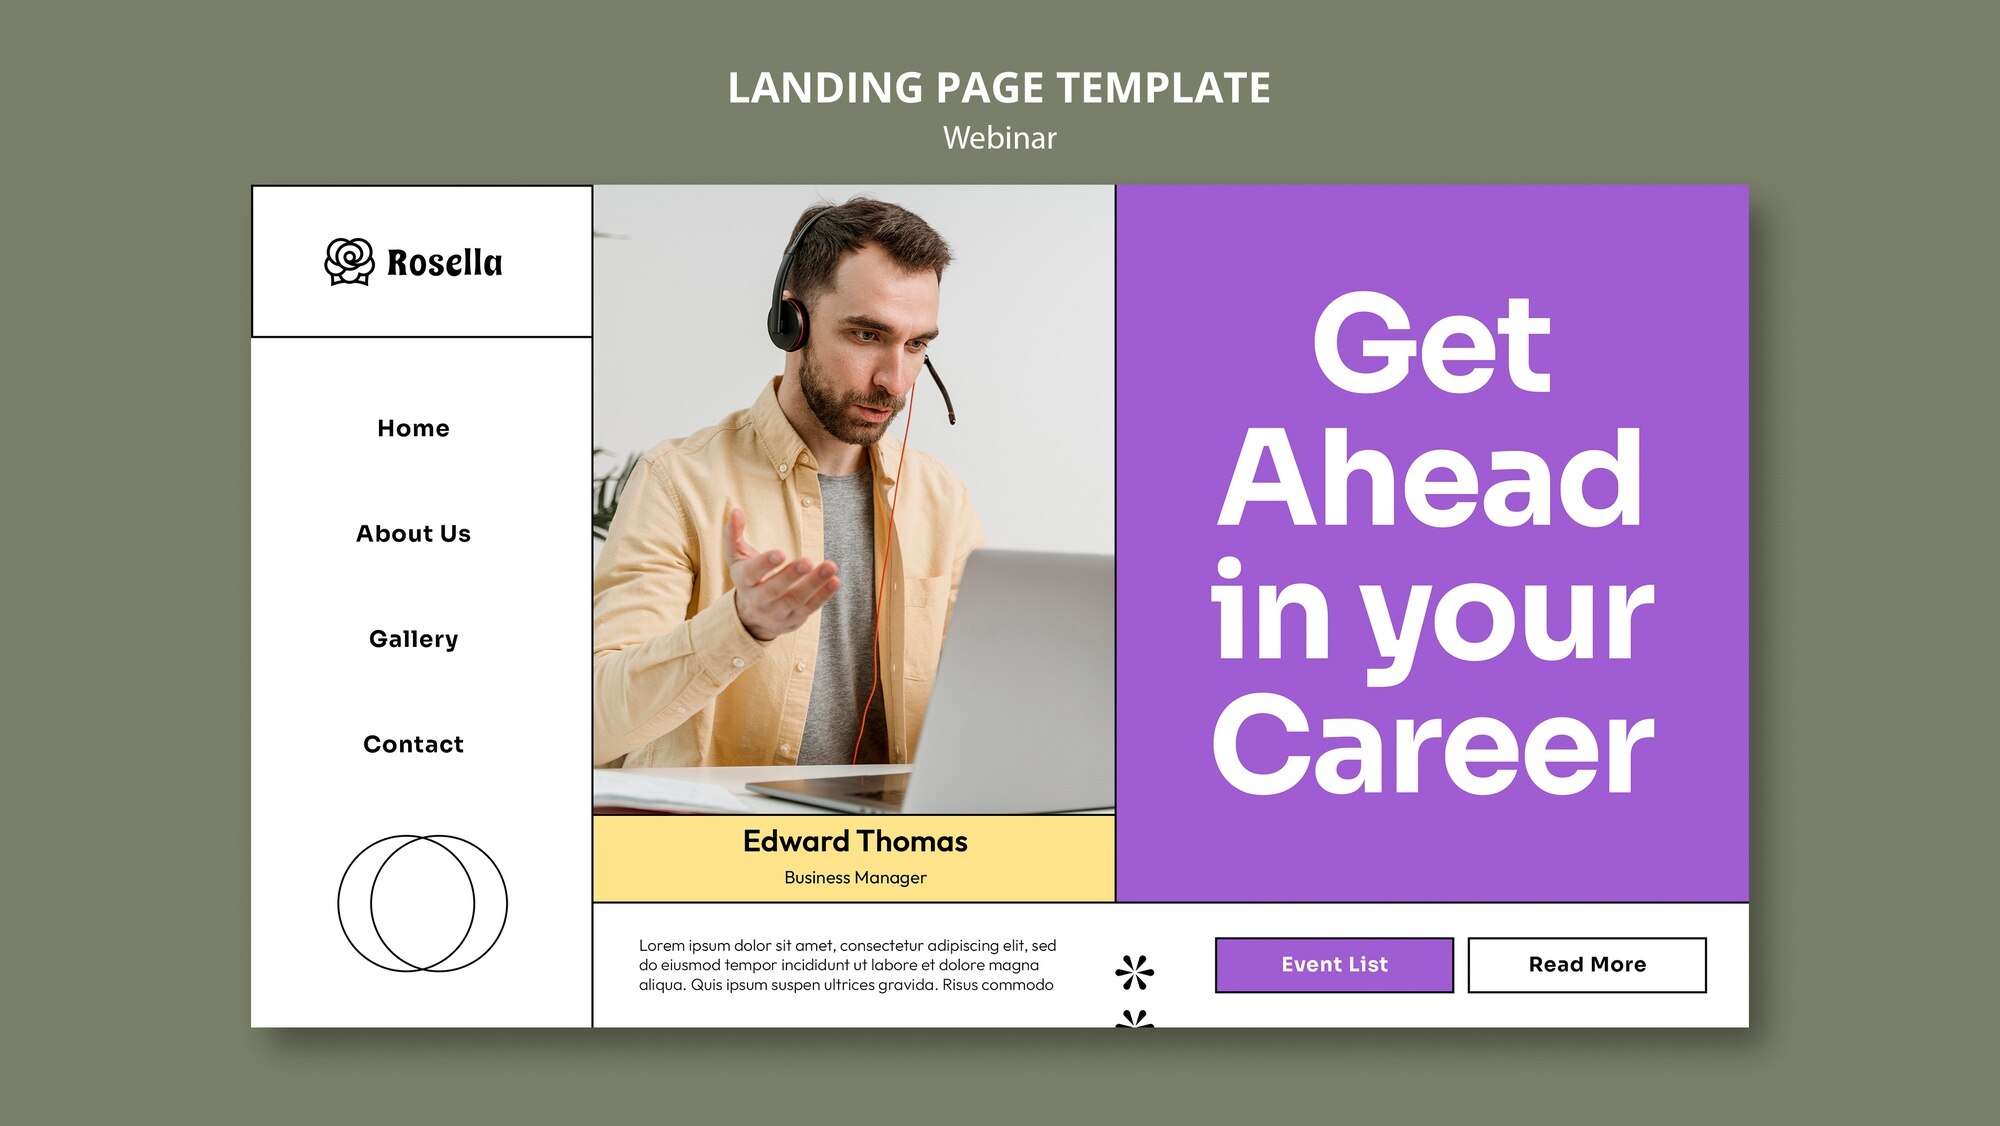 LANDING PAGE TEMPLATE
Webinar
Rosella
Home
About Us
Gallery
Contact
Edward Thomas
Business Manager
Get
Ahead
in your
Career
Lorem ipsum dolor sit amet, consectetur adipiscing elit, sed
do eiusmod tempor incididunt ut labore et dolore magna
aliqua. Quis ipsum suspen ultrices gravida. Risus commodo
Event List
Read More